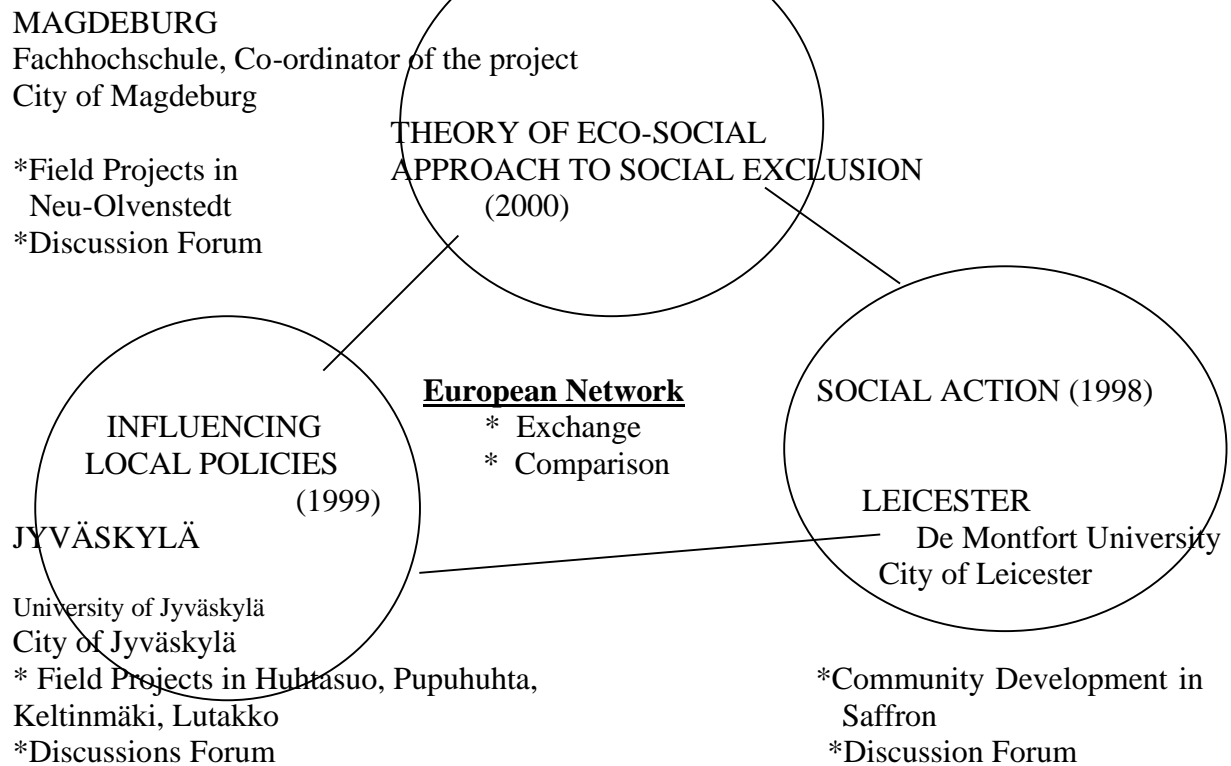 MAGDEBURG
Fachhochschule, Co-ordinator of the project
City of Magdeburg
*Field Projects in
Neu-Olvenstedt
*Discussion Forum
THEORY OF ECO-SOCIAL
APPROACH TO SOCIAL EXCLUSION
(2000)
European Network
* Exchange
* Comparison
INFLUENCING
LOCAL POLICIES
(1999)
JYVÄSKYLÄ
University of Jyväskylä
City of Jyväskylä
* Field Projects in Huhtasuo, Pupuhuhta,
Keltinmäki, Lutakko
*Discussions Forum
SOCIAL ACTION (1998)
LEICESTER
De Montfort University
City of Leicester
*Community Development in
Saffron
*Discussion Forum